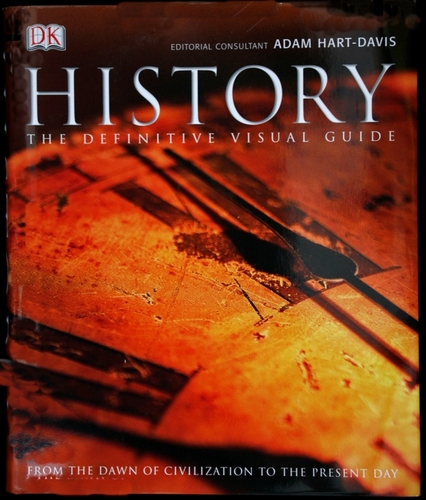 DK
EDITORIAL CONSULTANT ADAM HART-DAVIS
HISTORY
THE DEFINITIVE VISUAL GUIDE
FROM THE DAWN OF CIVILIZATION TO THE PRESENT DAY